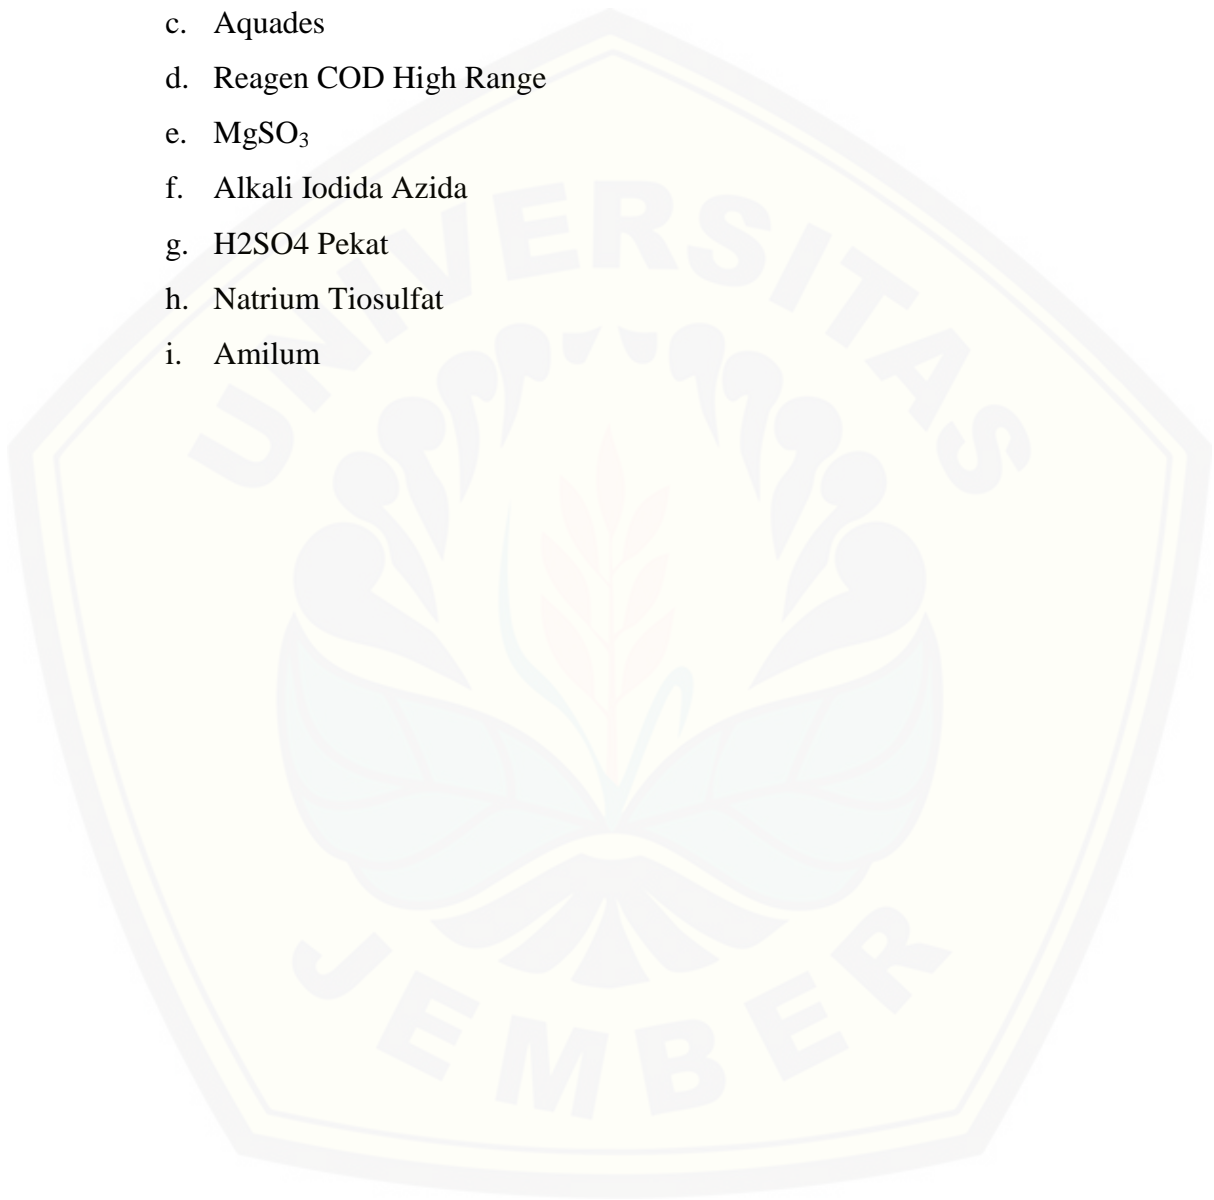 c. Aquades
d. Reagen COD High Range
e. MgSO₃
f. Alkali Iodida Azida
g. H2SO4 Pekat
h. Natrium Tiosulfat
i. Amilum
UNIVERSITAS
JEMBER